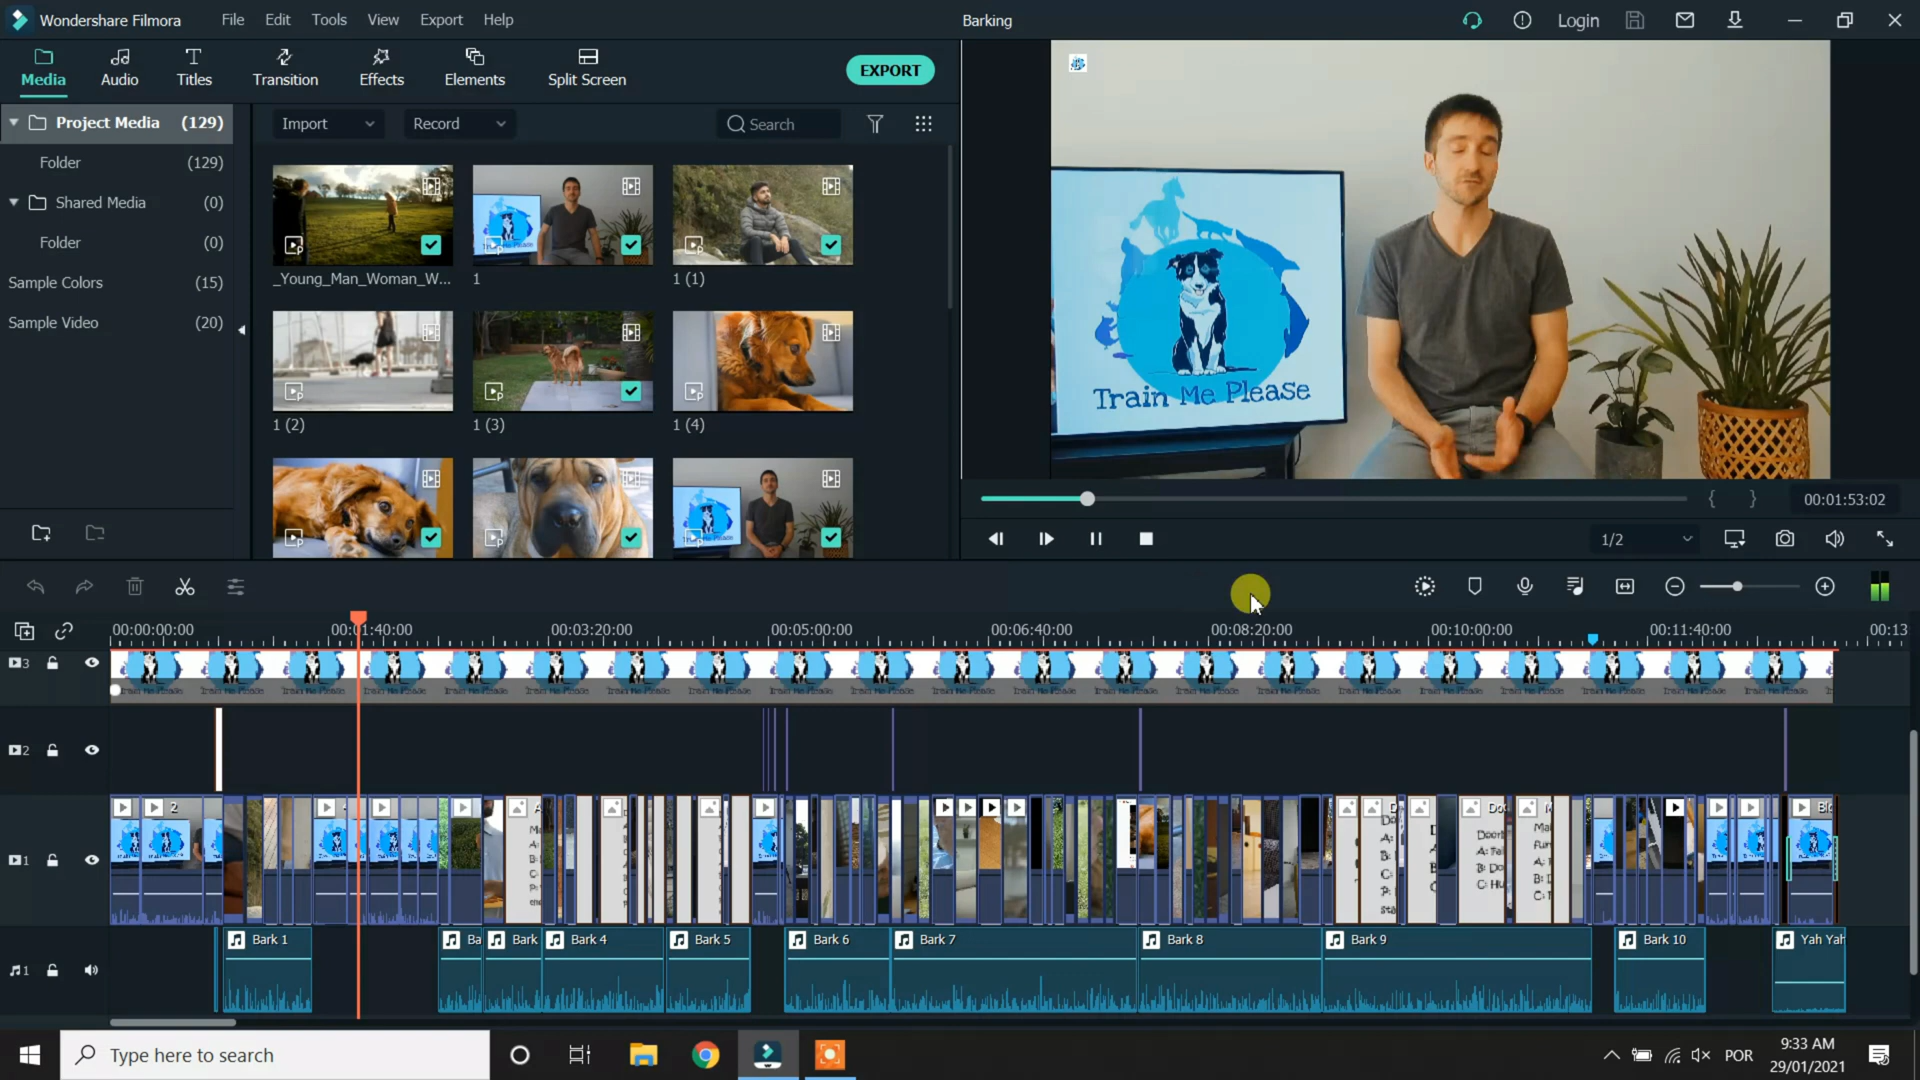 Wondershare Filmora File Edit Tools View Export Help Barking Login
Media Audio Titles Transition Effects Elements Split Screen EXPORT
Project Media (129)
Folder (129)
Shared Media (0)
Folder (0)
Sample Colors (15)
Sample Video (20)
Import Record Search
_Young_Man_Woman_W... 1 1 (1)
1 (2) 1 (3) 1 (4)
Train Me Please
{ } 00:01:53:02
1/2
00:00:00:00 00:01:40:00 00:03:20:00 00:05:00:00 00:06:40:00 00:08:20:00 00:10:00:00 00:11:40:00 00:13
3
2
1
2
1
Bark 1 Ba Bark Bark 4 Bark 5 Bark 6 Bark 7 Bark 8 Bark 9 Bark 10 Yah Yah
Type here to search
POR
9:33 AM
29/01/2021